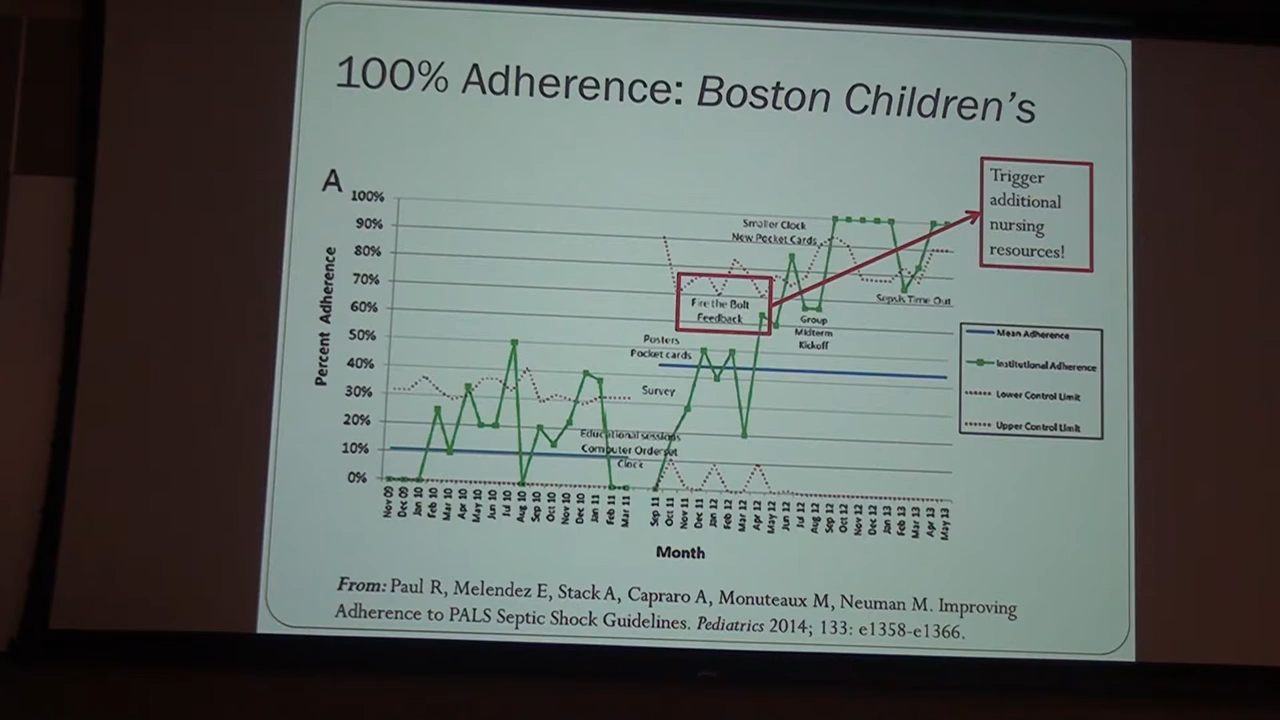 100% Adherence: Boston Children's
A
Trigger
additional
nursing
resources!
100%
90%
80%
70%
60%
50%
40%
30%
20%
10%
0%
Percent Adherence
Smaller Clock
New Pocket Cards
Fire the Bolt
Feedback
Group
Midterm
Kickoff
Sepsis Time Out
Posters
Pocket cards
Survey
Educational sessions
Computer Orderset
Clock
Mean Adherence
Institutional Adherence
Lower Control Limit
Upper Control Limit
Nov 09
Dec 09
Jan 10
Feb 10
Mar 10
Apr 10
May 10
Jun 10
Jul 10
Aug 10
Sep 10
Oct 10
Nov 10
Dec 10
Jan 11
Feb 11
Mar 11
Sep 11
Oct 11
Nov 11
Dec 11
Jan 12
Feb 12
Mar 12
Apr 12
May 12
Jun 12
Jul 12
Aug 12
Sep 12
Oct 12
Nov 12
Dec 12
Jan 13
Feb 13
Mar 13
Apr 13
May 13
Month
From: Paul R, Melendez E, Stack A, Capraro A, Monuteaux M, Neuman M. Improving
Adherence to PALS Septic Shock Guidelines. Pediatrics 2014; 133: e1358-e1366.